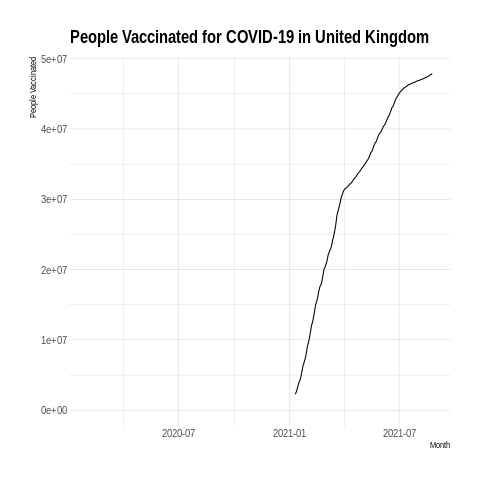 People Vaccinated for COVID-19 in United Kingdom
People Vaccinated
5e+07
4e+07
3e+07
2e+07
1e+07
0e+00
2020-07 2021-01 2021-07
Month